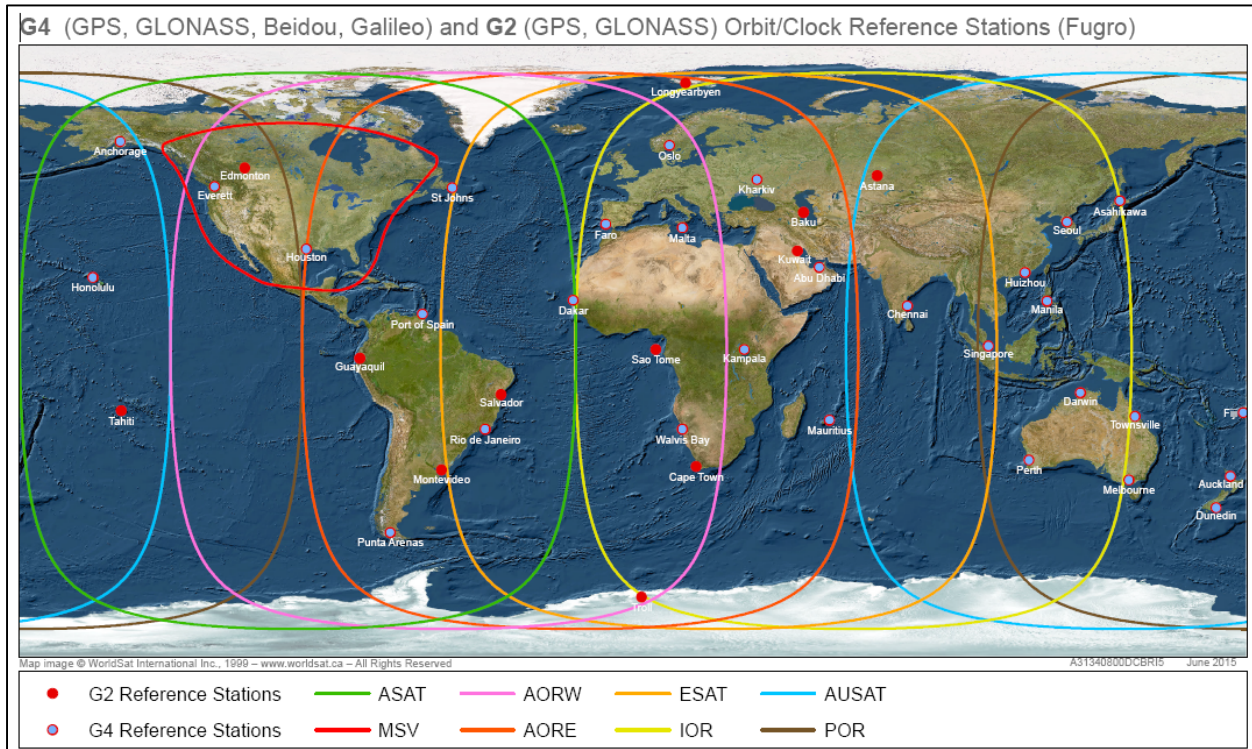 G4 (GPS, GLONASS, Beidou, Galileo) and G2 (GPS, GLONASS) Orbit/Clock Reference Stations (Fugro)
Longyearbyen
Anchorage
Oslo
Edmonton
Everett
St Johns
Kharkiv
Astana
Baku
Asahikawa
Seoul
Faro
Malta
Houston
Kuwait
Abu Dhabi
Huizhou
Honolulu
Dakar
Port of Spain
Chennai
Manila
Guayaquil
Sao Tome
Kampala
Singapore
Salvador
Darwin
Tahiti
Fiji
Townsville
Rio de Janeiro
Walvis Bay
Mauritius
Montevideo
Cape Town
Perth
Melbourne
Auckland
Dunedin
Punta Arenas
Troll
Map image © WorldSat International Inc., 1999 – www.worldsat.ca – All Rights Reserved
A31340800DCBRI5 June 2015
G2 Reference Stations ASAT AORW ESAT AUSAT
G4 Reference Stations MSV AORE IOR POR